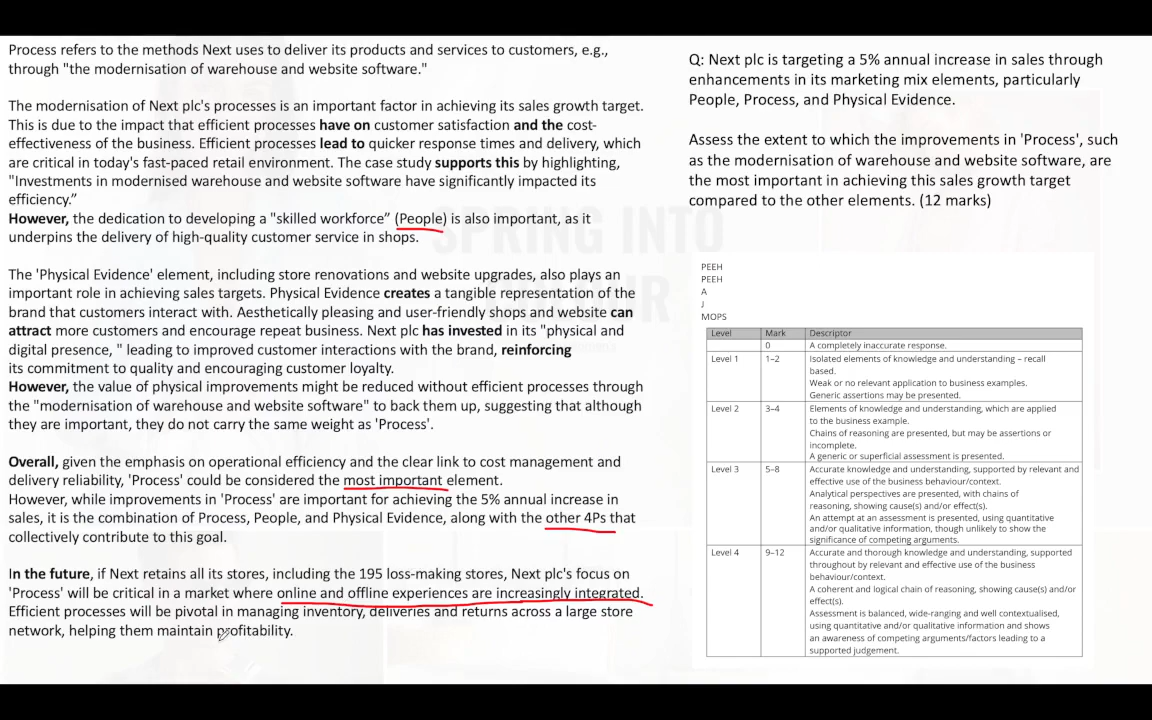 Process refers to the methods Next uses to deliver its products and services to customers, e.g.,
through "the modernisation of warehouse and website software."
The modernisation of Next plc's processes is an important factor in achieving its sales growth target.
This is due to the impact that efficient processes have on customer satisfaction and the cost-
effectiveness of the business. Efficient processes lead to quicker response times and delivery, which
are critical in today's fast-paced retail environment. The case study supports this by highlighting,
"Investments in modernised warehouse and website software have significantly impacted its
efficiency."
However, the dedication to developing a "skilled workforce" (People) is also important, as it
underpins the delivery of high-quality customer service in shops.
The 'Physical Evidence' element, including store renovations and website upgrades, also plays an
important role in achieving sales targets. Physical Evidence creates a tangible representation of the
brand that customers interact with. Aesthetically pleasing and user-friendly shops and website can
attract more customers and encourage repeat business. Next plc has invested in its "physical and
digital presence, " leading to improved customer interactions with the brand, reinforcing
its commitment to quality and encouraging customer loyalty.
However, the value of physical improvements might be reduced without efficient processes through
the "modernisation of warehouse and website software" to back them up, suggesting that although
they are important, they do not carry the same weight as 'Process'.
Overall, given the emphasis on operational efficiency and the clear link to cost management and
delivery reliability, 'Process' could be considered the most important element.
However, while improvements in 'Process' are important for achieving the 5% annual increase in
sales, it is the combination of Process, People, and Physical Evidence, along with the other 4Ps that
collectively contribute to this goal.
In the future, if Next retains all its stores, including the 195 loss-making stores, Next plc's focus on
'Process' will be critical in a market where online and offline experiences are increasingly integrated.
Efficient processes will be pivotal in managing inventory, deliveries and returns across a large store
network, helping them maintain profitability.
Q: Next plc is targeting a 5% annual increase in sales through
enhancements in its marketing mix elements, particularly
People, Process, and Physical Evidence.
Assess the extent to which the improvements in 'Process', such
as the modernisation of warehouse and website software, are
the most important in achieving this sales growth target
compared to the other elements. (12 marks)
PEEH
PEEH
A
J
MOPS
Level Mark Descriptor
0 A completely inaccurate response.
Level 1 1–2 Isolated elements of knowledge and understanding – recall
based.
Weak or no relevant application to business examples.
Generic assertions may be presented.
Level 2 3–4 Elements of knowledge and understanding, which are applied
to the business example.
Chains of reasoning are presented, but may be assertions or
incomplete.
A generic or superficial assessment is presented.
Level 3 5–8 Accurate knowledge and understanding, supported by relevant and
effective use of the business behaviour/context.
Analytical perspectives are presented, with chains of
reasoning, showing cause(s) and/or effect(s).
An attempt at an assessment is presented, using quantitative
and/or qualitative information, though unlikely to show the
significance of competing arguments.
Level 4 9–12 Accurate and thorough knowledge and understanding, supported
throughout by relevant and effective use of the business
behaviour/context.
A coherent and logical chain of reasoning, showing cause(s) and/or
effect(s).
Assessment is balanced, wide-ranging and well contextualised,
using quantitative and/or qualitative information and shows
an awareness of competing arguments/factors leading to a
supported judgement.
SPRING INTO